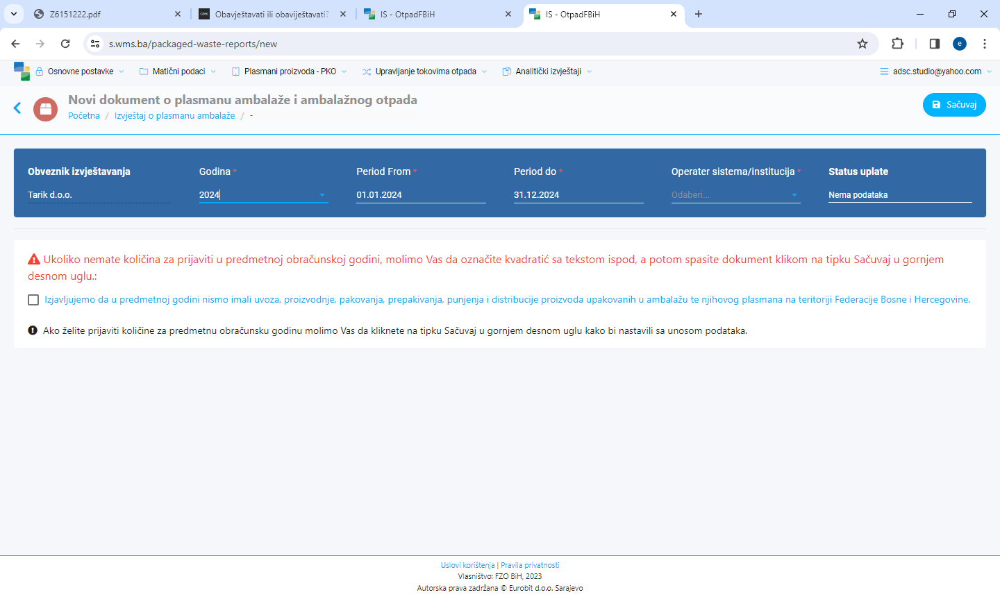 Z6151222.pdf
Obavještavati ili obaviještavati?
IS - OtpadFBiH
IS - OtpadFBiH
s.wms.ba/packaged-waste-reports/new
e
Osnovne postavke
Matični podaci
Plasmani proizvoda - PKO
Upravljanje tokovima otpada
Analitički izvještaji
adsc.studio@yahoo.com
Novi dokument o plasmanu ambalaže i ambalažnog otpada
Početna / Izvještaj o plasmanu ambalaže / -
Sačuvaj
Obveznik izvještavanja
Godina *
Period From *
Period do *
Operater sistema/institucija *
Status uplate
Tarik d.o.o.
2024
01.01.2024
31.12.2024
Odaberi...
Nema podataka
Ukoliko nemate količina za prijaviti u predmetnoj obračunskoj godini, molimo Vas da označite kvadratić sa tekstom ispod, a potom spasite dokument klikom na tipku Sačuvaj u gornjem
desnom uglu.:
Izjavljujemo da u predmetnoj godini nismo imali uvoza, proizvodnje, pakovanja, prepakivanja, punjenja i distribucije proizvoda upakovanih u ambalažu te njihovog plasmana na teritoriji Federacije Bosne i Hercegovine.
Ako želite prijaviti količine za predmetnu obračunsku godinu molimo Vas da kliknete na tipku Sačuvaj u gornjem desnom uglu kako bi nastavili sa unosom podataka.
Uslovi korištenja | Pravila privatnosti
Vlasništvo: FZO BiH, 2023
Autorska prava zadržana © Eurobit d.o.o. Sarajevo